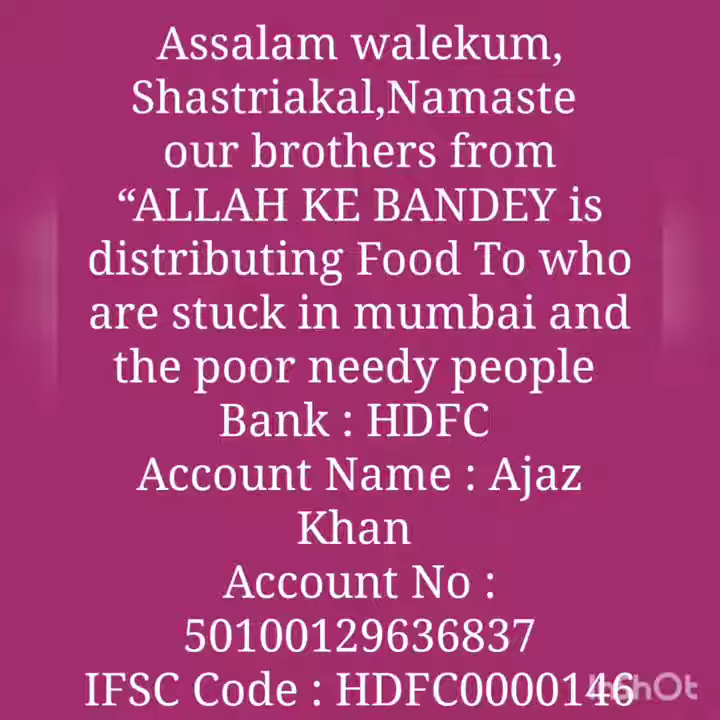 Assalam walekum,
Shastriakal,Namaste
our brothers from
“ALLAH KE BANDEY is
distributing Food To who
are stuck in mumbai and
the poor needy people
Bank : HDFC
Account Name : Ajaz
Khan
Account No :
50100129636837
IFSC Code : HDFC0000146
InShOt